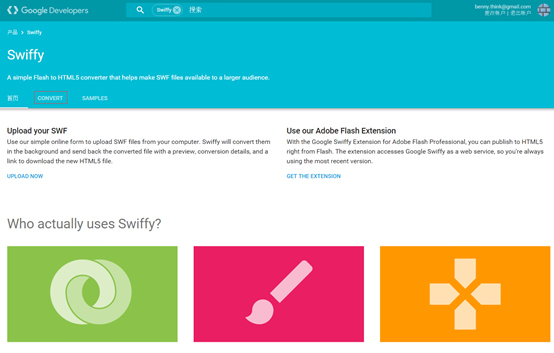 Google Developers
Swiffy
搜索
benny.think@gmail.com
更改帐户 | 退出帐户
产品 > Swiffy
Swiffy
A simple Flash to HTML5 converter that helps make SWF files available to a larger audience.
首页
CONVERT
SAMPLES
Upload your SWF
Use our simple online form to upload SWF files from your computer. Swiffy will convert them
in the background and send back the converted file with a preview, conversion details, and a
link to download the new HTML5 file.
UPLOAD NOW
Use our Adobe Flash Extension
With the Google Swiffy Extension for Adobe Flash Professional, you can publish to HTML5
right from Flash. The extension accesses Google Swiffy as a web service, so you're always
using the most recent version.
GET THE EXTENSION
Who actually uses Swiffy?